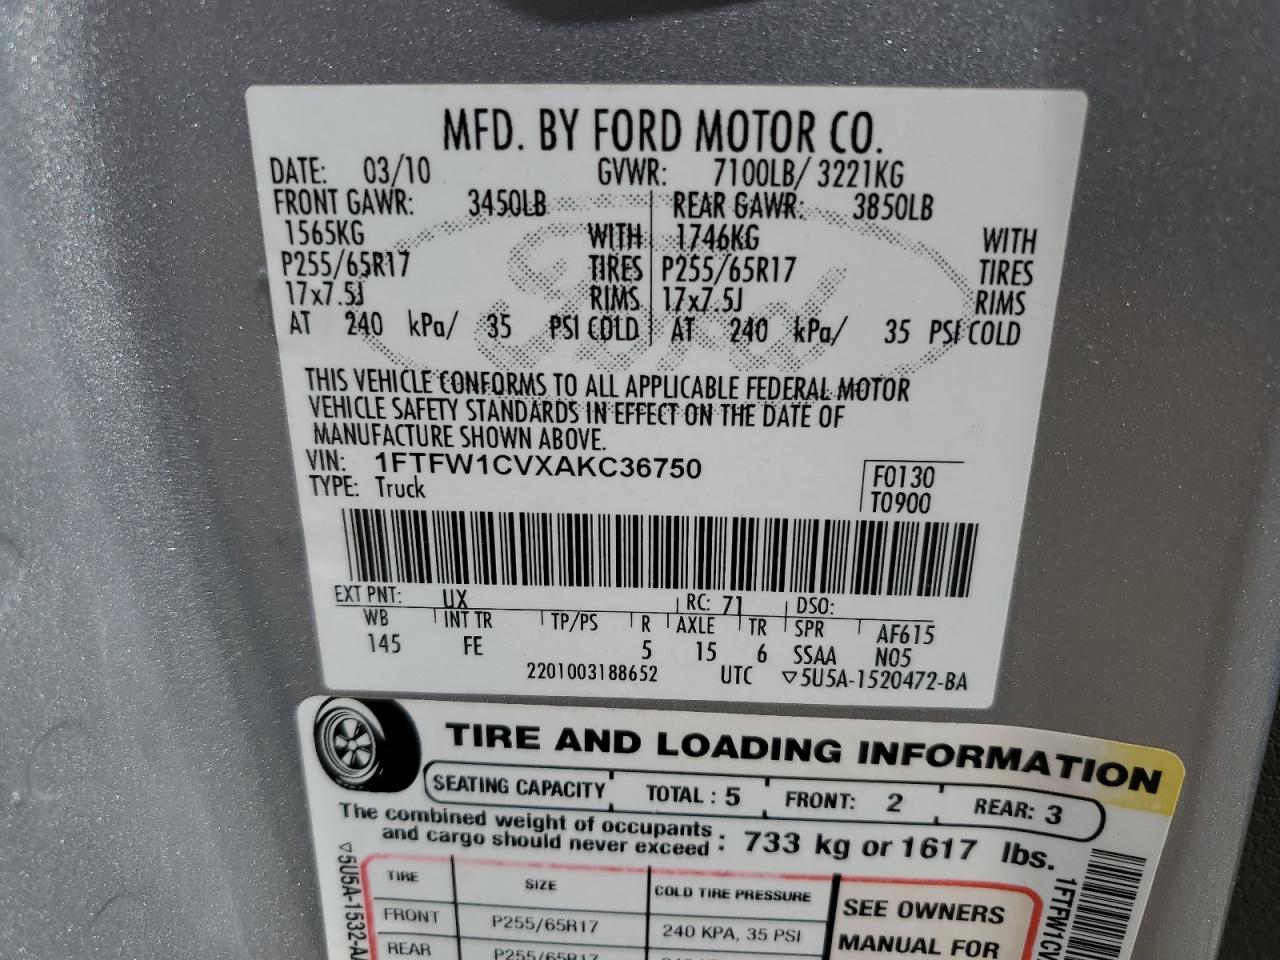 MFD. BY FORD MOTOR CO.
DATE: 03/10 GVWR: 7100LB/ 3221KG
FRONT GAWR: 3450LB REAR GAWR: 3850LB
1565KG WITH 1746KG WITH
P255/65R17 TIRES P255/65R17 TIRES
17x7.5J RIMS 17x7.5J RIMS
AT 240 kPa/ 35 PSI COLD AT 240 kPa/ 35 PSI COLD
Ford
THIS VEHICLE CONFORMS TO ALL APPLICABLE FEDERAL MOTOR
VEHICLE SAFETY STANDARDS IN EFFECT ON THE DATE OF
MANUFACTURE SHOWN ABOVE.
VIN: 1FTFW1CVXAKC36750
TYPE: Truck
F0130
T0900
EXT PNT: UX RC: 71 DSO:
WB INT TR TP/PS R AXLE TR SPR AF615
145 FE 5 15 6 SSAA N05
2201003188652 UTC ▽5U5A-1520472-BA
TIRE AND LOADING INFORMATION
SEATING CAPACITY TOTAL : 5 FRONT: 2 REAR: 3
The combined weight of occupants
and cargo should never exceed : 733 kg or 1617 lbs.
TIRE SIZE COLD TIRE PRESSURE
FRONT P255/65R17 240 KPA, 35 PSI
REAR P255/65R17
SEE OWNERS
MANUAL FOR
▽5U5A-1532-A
1FTFW1CV